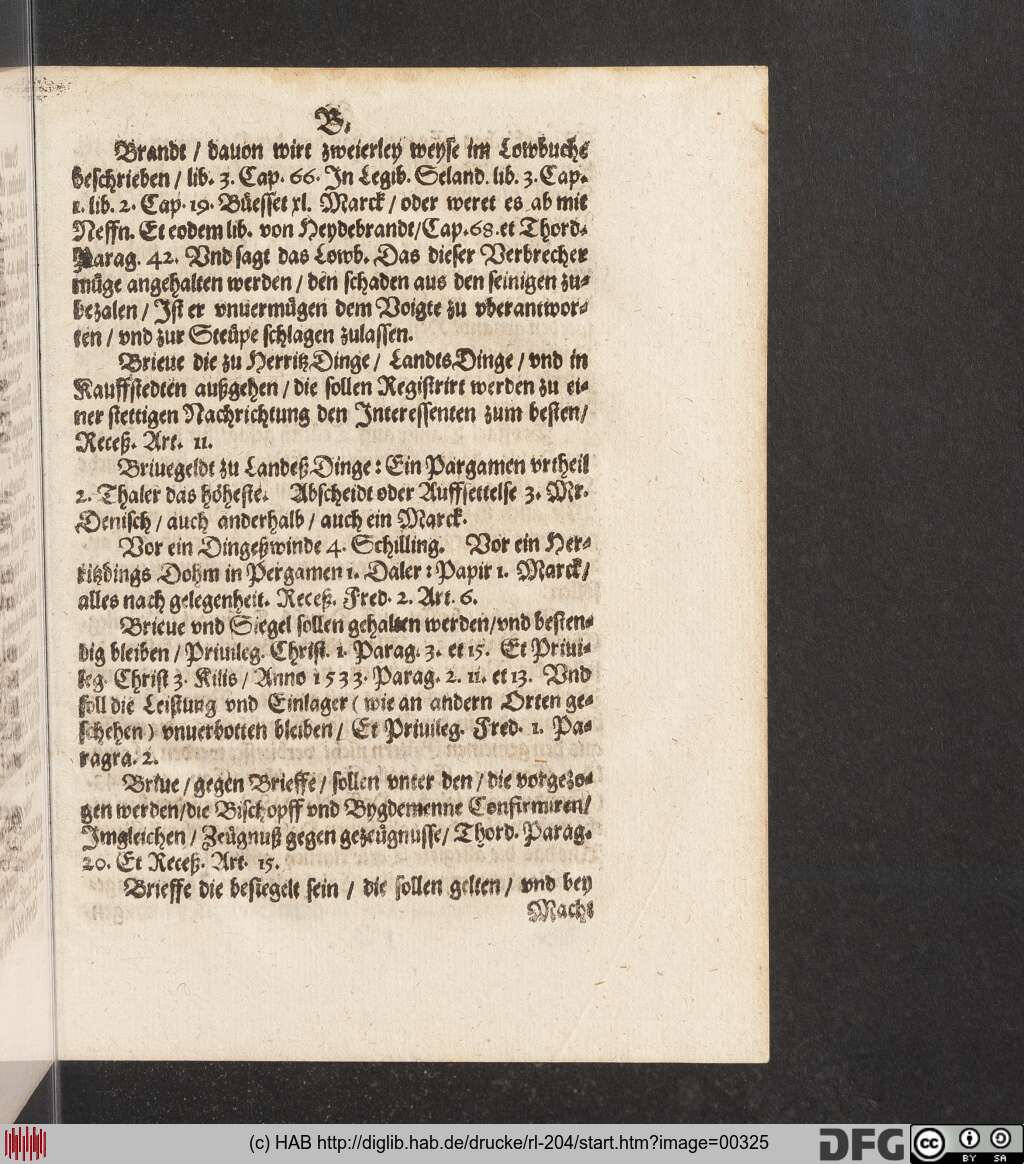 B.
Brandt / dauon wirt zweierley weyse im Lowbuchs
beschrieben / lib. 3. Cap. 66. In Legib. Seland. lib. 3. Cap.
1. lib. 2. Cap. 19. Büesset xl. Marck / oder weret es ab mit
Neffn. Et eodem lib. von Heydebrandt/Cap.68.et Thord.
Parag. 42. Vnd sagt das Lowb. Das dieser Verbrecher
müge angehalten werden / den schaden aus den seinigen zu-
bezalen / Ist er vnuermügen dem Voigte zu vberantwor-
ten / vnd zur Steüpe schlagen zulassen.
Brieue die zu HerritzDinge / LandtsDinge / vnd in
Kauffstedten außgehen / die sollen Registrirt werden zu ei-
ner stettigen Nachrichtung den Interessenten zum besten/
Receß. Art. 11.
Briuegeldt zu LandeßDinge: Ein Pargamen vrtheil
2. Thaler das höheste. Abscheidt oder Auffsettelse 3. Mr.
Denisch / auch anderhalb / auch ein Marck.
Vor ein Dingeßwinde 4. Schilling. Vor ein Her-
ritzdings Dohm in Pergamen 1. Daler: Papir 1. Marck/
alles nach gelegenheit. Receß. Fred. 2. Art. 6.
Brieue vnd Siegel sollen gehalten werden/vnd besten-
dig bleiben / Priuileg. Christ. 1. Parag. 3. et 15. Et Priui-
leg. Christ 3. Kilis / Anno 1533. Parag. 2. 11. et 13. Vnd
soll die Leistung vnd Einlager ( wie an andern Orten ge-
schehen ) vnuerbotten bleiben / Et Priuileg. Fred. 1. Pa-
ragra. 2.
Briue / gegen Brieffe / sollen vnter den / die vorgezo-
gen werden/die Bischopff vnd Bygdemenne Confirmiren/
Imgleichen / Zeügnuß gegen gezeügnusse/ Thord. Parag.
20. Et Receß. Art. 15.
Brieffe die besiegelt sein / die sollen gelten / vnd bey
Macht
(c) HAB http://diglib.hab.de/drucke/rl-204/start.htm?image=00325
DFG
cc BY SA